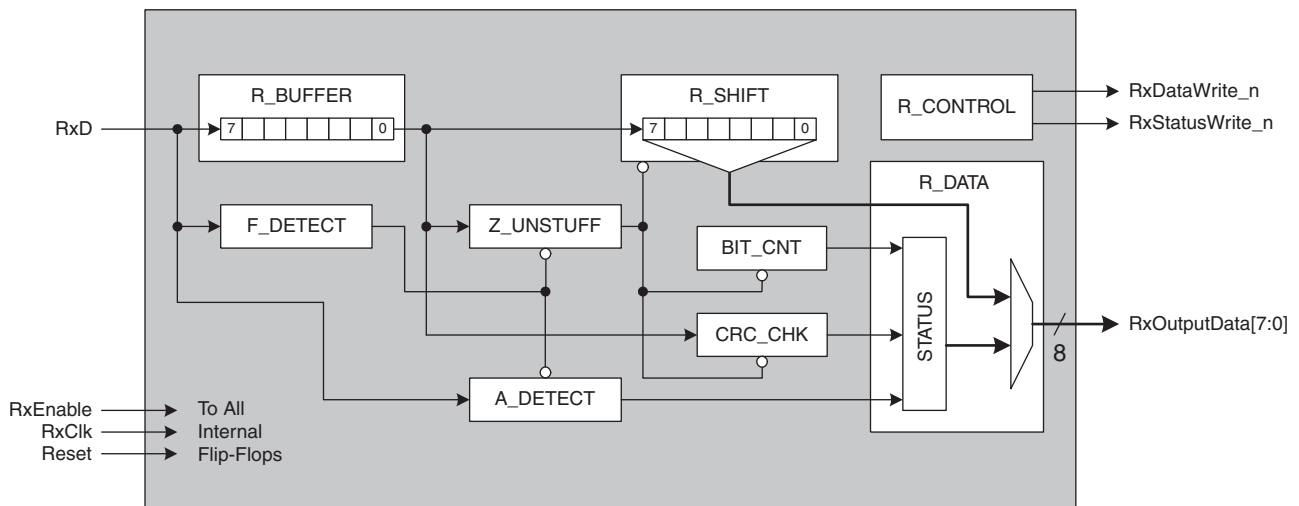 R_BUFFER
R_SHIFT
R_CONTROL
RxDataWrite_n
RxStatusWrite_n
RxD
7 0
7 0
R_DATA
F_DETECT
Z_UNSTUFF
BIT_CNT
STATUS
RxOutputData[7:0]
8
CRC_CHK
A_DETECT
RxEnable To All
RxClk Internal
Reset Flip-Flops